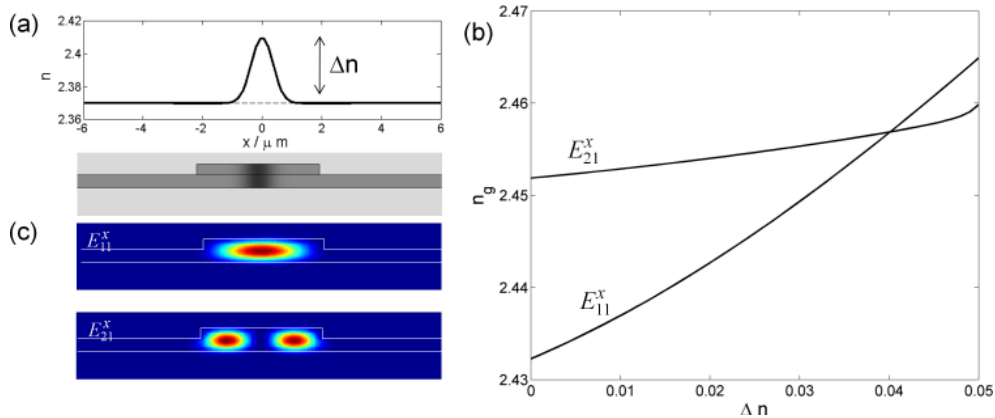 (a)
2.42
2.4
2.38
2.36
n
Δn
-6 -4 -2 0 2 4 6
x / μ m
(c)
E^x_11
E^x_21
(b)
2.47
2.46
2.45
2.44
2.43
n_g
E^x_21
E^x_11
0 0.01 0.02 0.03 0.04 0.05
Δ n